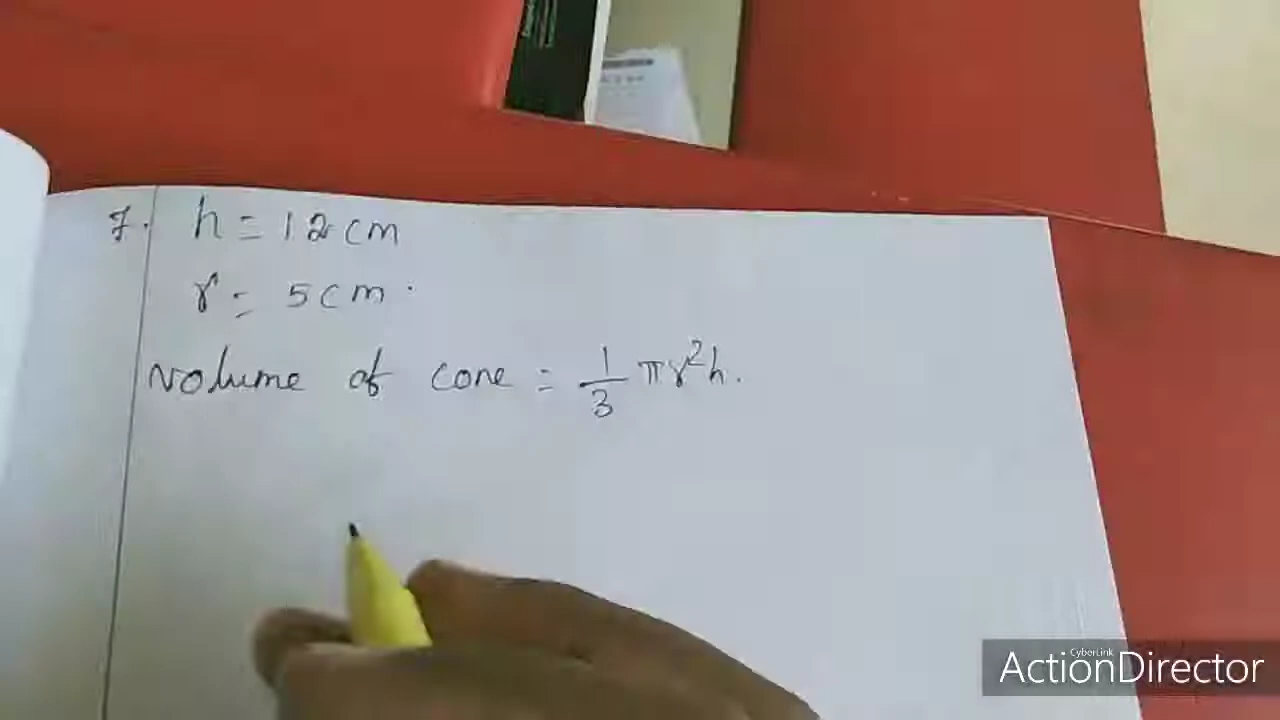 7. h = 12 cm
r = 5 cm.
Volume of cone = 1/3 πr²h.
CyberLink
ActionDirector